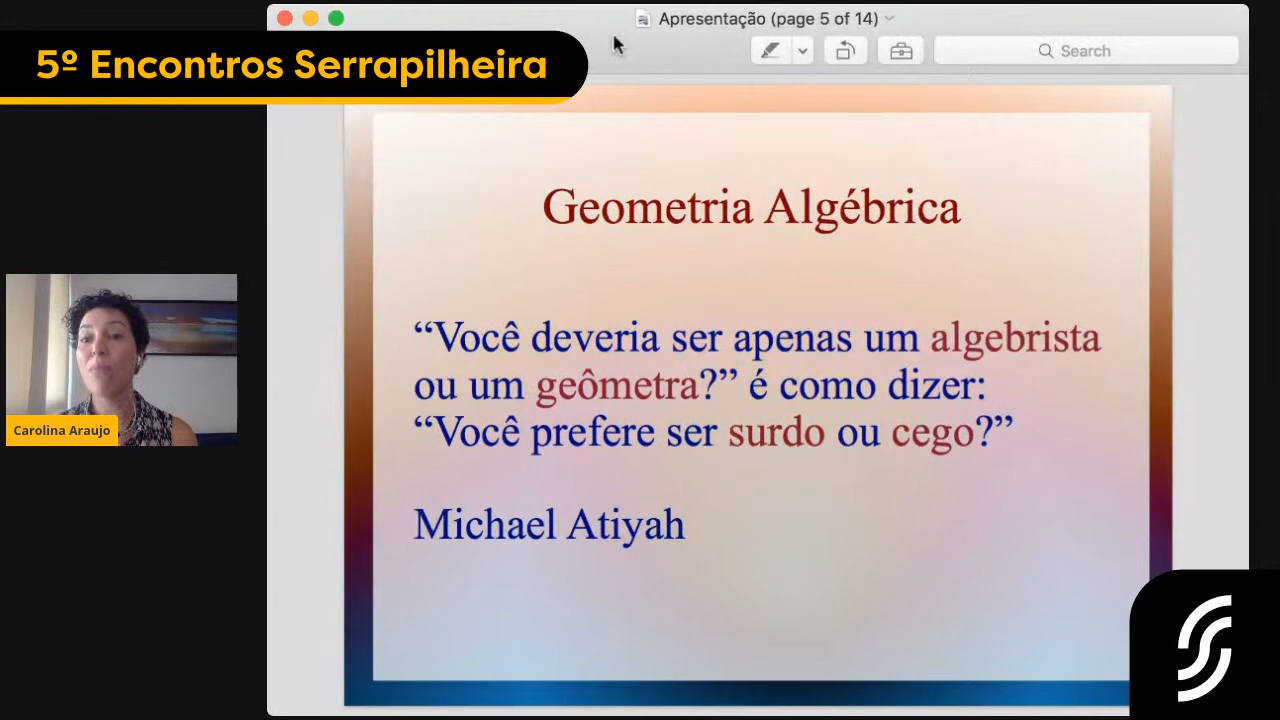 Apresentação (page 5 of 14)
5º Encontros Serrapilheira
Search
Geometria Algébrica
“Você deveria ser apenas um algebrista
ou um geômetra?” é como dizer:
“Você prefere ser surdo ou cego?”
Michael Atiyah
Carolina Araujo